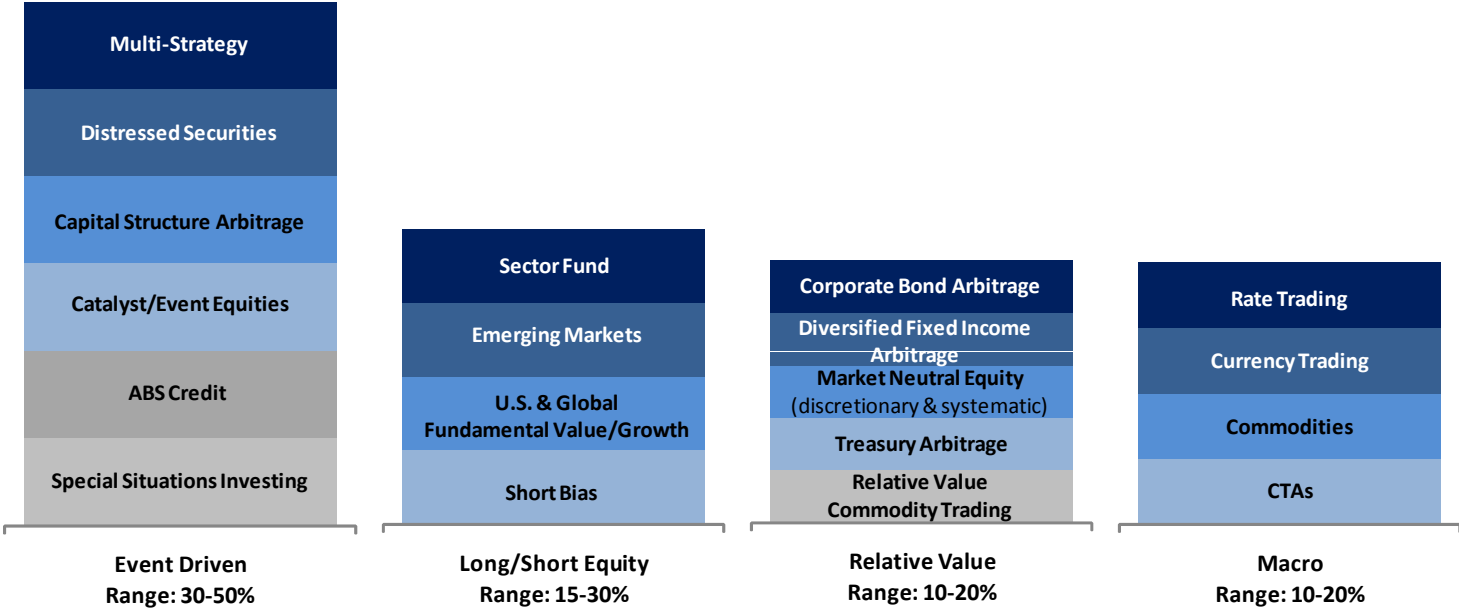 Multi-Strategy
Distressed Securities
Capital Structure Arbitrage
Catalyst/Event Equities
ABS Credit
Special Situations Investing
Event Driven
Range: 30-50%
Sector Fund
Emerging Markets
U.S. & Global
Fundamental Value/Growth
Short Bias
Long/Short Equity
Range: 15-30%
Corporate Bond Arbitrage
Diversified Fixed Income
Arbitrage
Market Neutral Equity
(discretionary & systematic)
Treasury Arbitrage
Relative Value
Commodity Trading
Relative Value
Range: 10-20%
Rate Trading
Currency Trading
Commodities
CTAs
Macro
Range: 10-20%